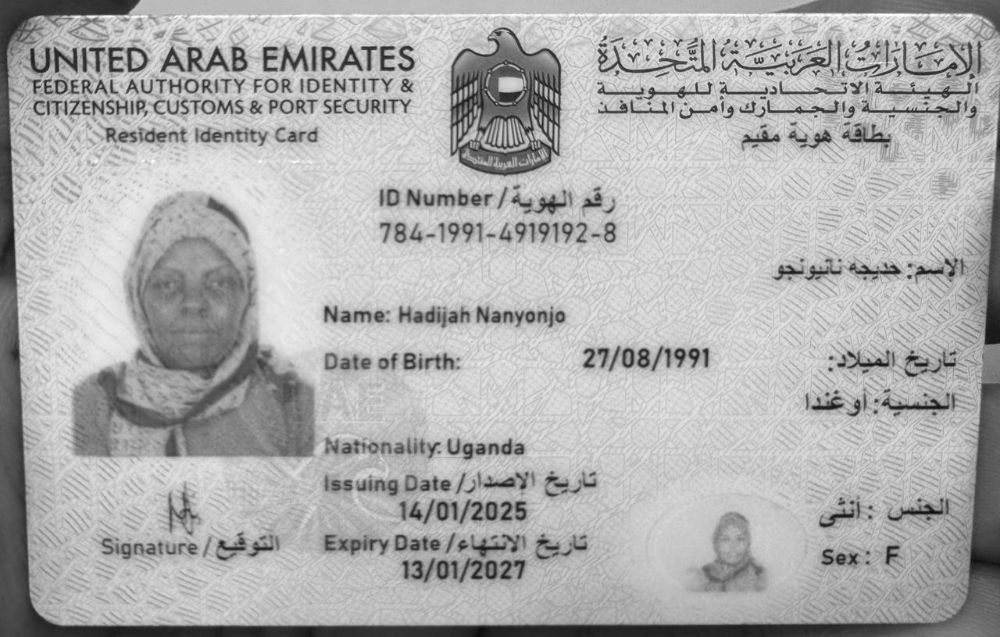 UNITED ARAB EMIRATES
الإمارات العربية المتحدة
FEDERAL AUTHORITY FOR IDENTITY &
الهيئة الاتحادية للهوية
CITIZENSHIP, CUSTOMS & PORT SECURITY
والجنسية والجمارك وأمن المنافذ
Resident Identity Card
بطاقة هوية مقيم
الإمارات العربية المتحدة
ID Number / رقم الهوية
784-1991-4919192-8
الإسم: حديجه نانيونجو
Name: Hadijah Nanyonjo
Date of Birth: 27/08/1991 تاريخ الميلاد:
الجنسية: أوغندا
UAE
Nationality: Uganda
Issuing Date / تاريخ الإصدار
14/01/2025
الجنس : أنثى
Signature / التوقيع
Expiry Date / تاريخ الانتهاء
13/01/2027
Sex : F